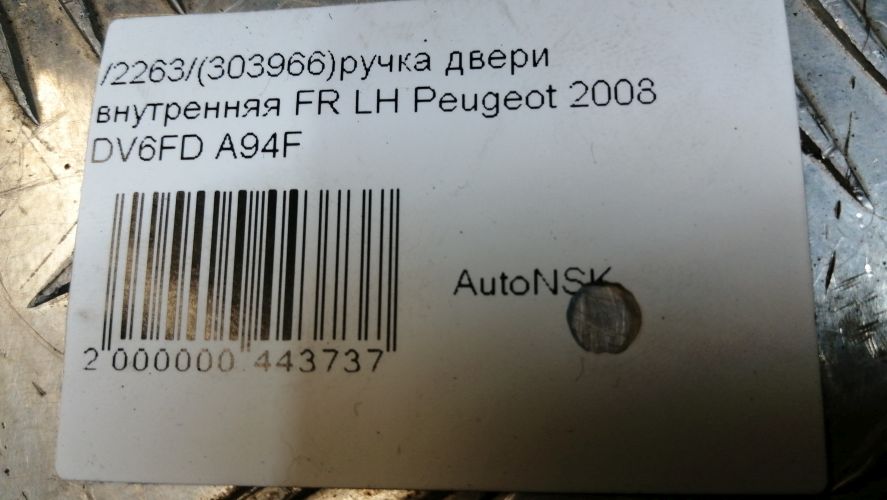 /2263/(303966)ручка двери
внутренняя FR LH Peugeot 2008
DV6FD A94F
AutoNSK
2 000000 443737